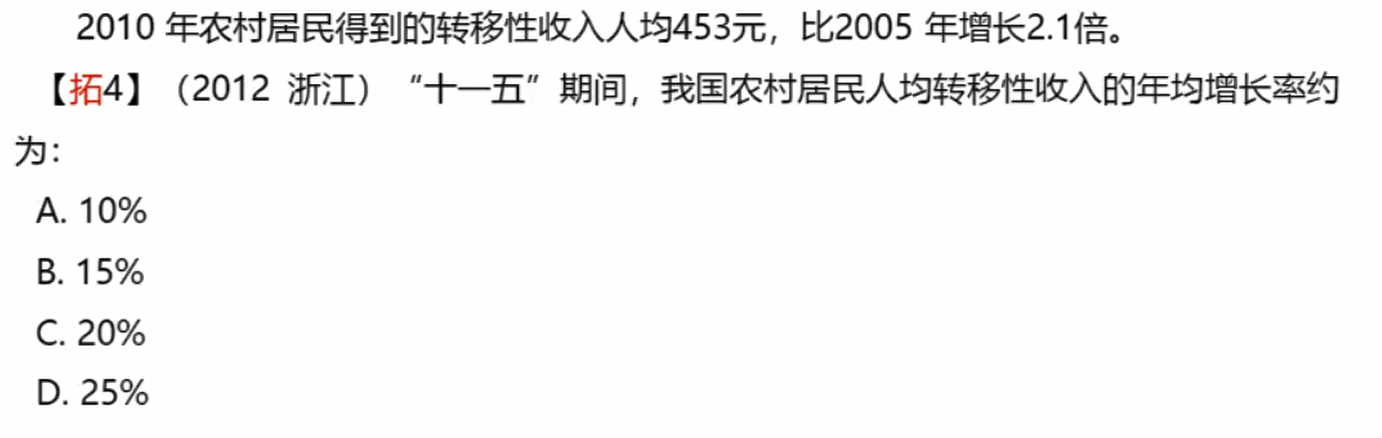 2010 年农村居民得到的转移性收入人均453元，比2005 年增长2.1倍。
【拓4】（2012 浙江）“十一五”期间，我国农村居民人均转移性收入的年均增长率约
为：
A. 10%
B. 15%
C. 20%
D. 25%